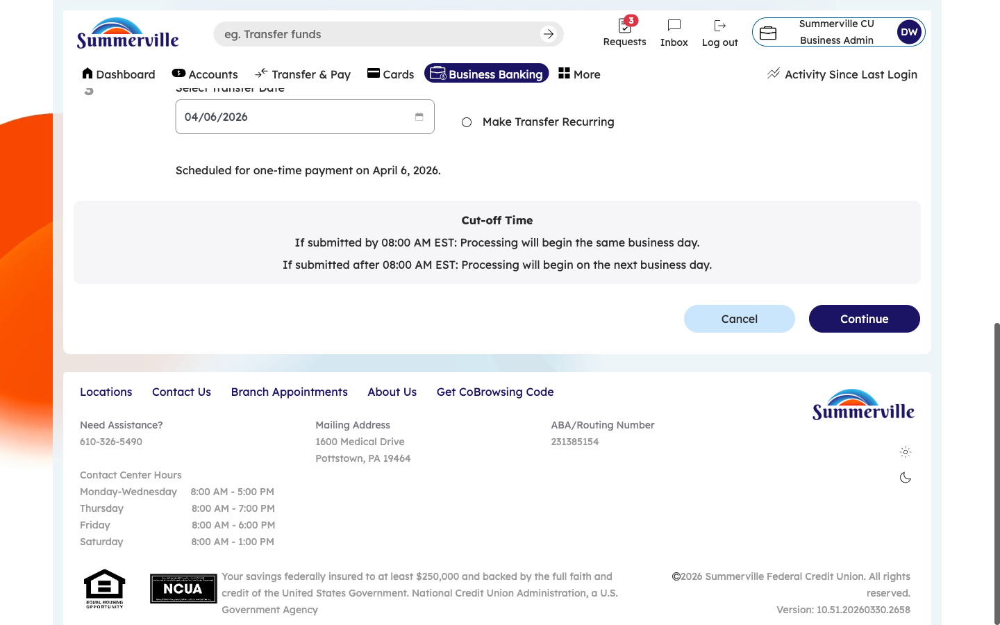 Summerville
eg. Transfer funds
3
Requests
Inbox
Log out
Summerville CU
Business Admin
DW
Dashboard
Accounts
Transfer & Pay
Cards
Business Banking
More
Activity Since Last Login
3
Select Transfer Date
04/06/2026
Make Transfer Recurring
Scheduled for one-time payment on April 6, 2026.
Cut-off Time
If submitted by 08:00 AM EST: Processing will begin the same business day.
If submitted after 08:00 AM EST: Processing will begin on the next business day.
Cancel
Continue
Locations
Contact Us
Branch Appointments
About Us
Get CoBrowsing Code
Summerville
Need Assistance?
610-326-5490
Mailing Address
1600 Medical Drive
Pottstown, PA 19464
ABA/Routing Number
231385154
Contact Center Hours
Monday-Wednesday 8:00 AM - 5:00 PM
Thursday 8:00 AM - 7:00 PM
Friday 8:00 AM - 6:00 PM
Saturday 8:00 AM - 1:00 PM
EQUAL HOUSING
OPPORTUNITY
NCUA
Your savings federally insured to at least $250,000 and backed by the full faith and
credit of the United States Government. National Credit Union Administration, a U.S.
Government Agency
©2026 Summerville Federal Credit Union. All rights
reserved.
Version: 10.51.20260330.2658